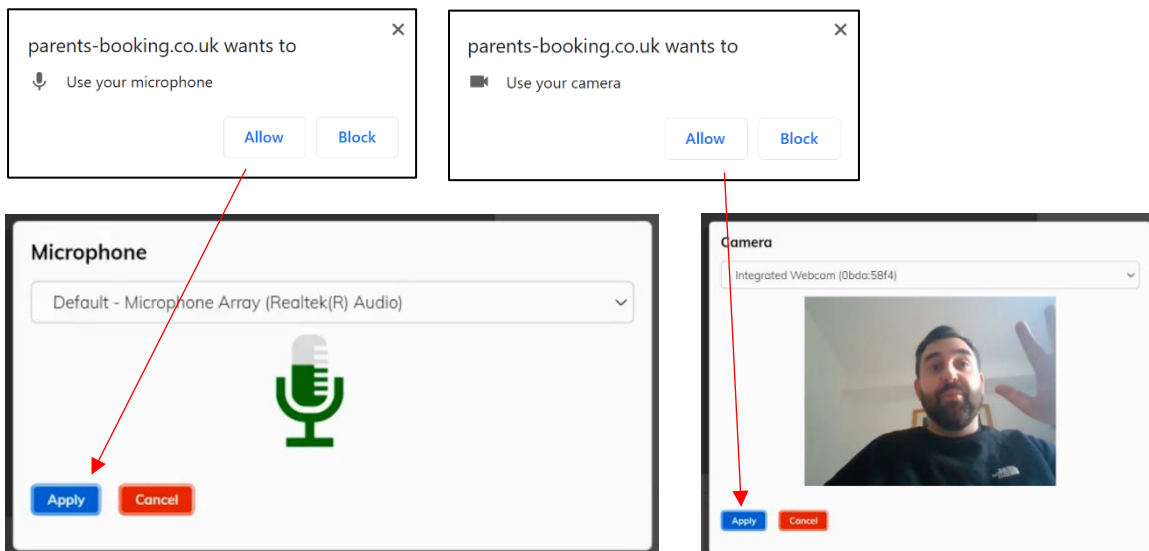 parents-booking.co.uk wants to
Use your microphone
Allow Block
parents-booking.co.uk wants to
Use your camera
Allow Block
Microphone
Default - Microphone Array (Realtek(R) Audio)
Apply Cancel
Camera
Integrated Webcam (0bda:58f4)
Apply Cancel